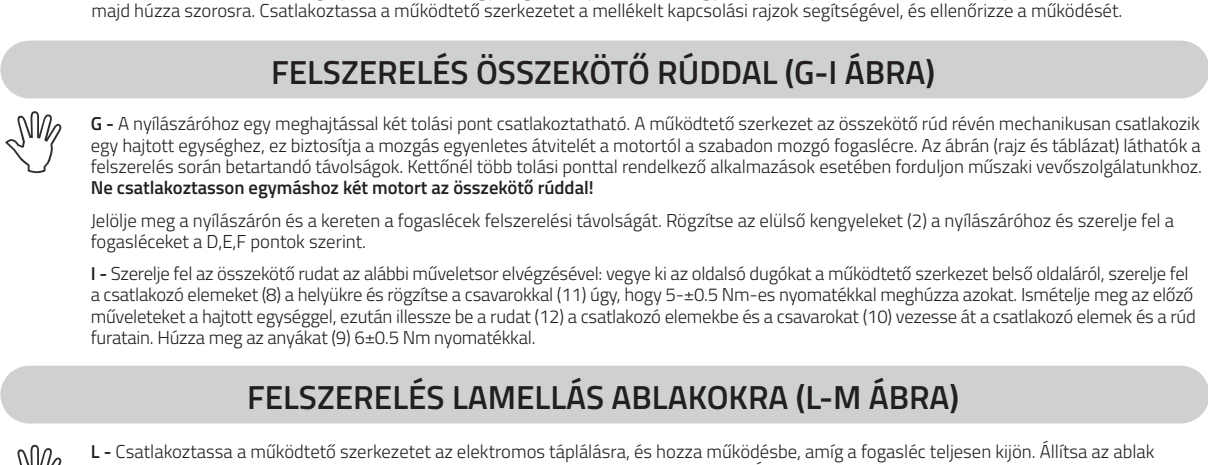 majd húzza szorosra. Csatlakoztassa a működtető szerkezetet a mellékelt kapcsolási rajzok segítségével, és ellenőrizze a működését.
FELSZERELÉS ÖSSZEKÖTŐ RÚDDAL (G-I ÁBRA)
G - A nyílászáróhoz egy meghajtással két tolási pont csatlakoztatható. A működtető szerkezet az összekötő rúd révén mechanikusan csatlakozik
egy hajtott egységhez, ez biztosítja a mozgás egyenletes átvitelét a motortól a szabadon mozgó fogaslécre. Az ábrán (rajz és táblázat) láthatók a
felszerelés során betartandó távolságok. Kettőnél több tolási ponttal rendelkező alkalmazások esetében forduljon műszaki vevőszolgálatunkhoz.
Ne csatlakoztasson egymáshoz két motort az összekötő rúddal!
Jelölje meg a nyílászárón és a kereten a fogaslécek felszerelési távolságát. Rögzítse az elülső kengyeleket (2) a nyílászáróhoz és szerelje fel a
fogasléceket a D,E,F pontok szerint.
I - Szerelje fel az összekötő rudat az alábbi műveletsor elvégzésével: vegye ki az oldalsó dugókat a működtető szerkezet belső oldaláról, szerelje fel
a csatlakozó elemeket (8) a helyükre és rögzítse a csavarokkal (11) úgy, hogy 5-±0.5 Nm-es nyomatékkal meghúzza azokat. Ismételje meg az előző
műveleteket a hajtott egységgel, ezután illessze be a rudat (12) a csatlakozó elemekbe és a csavarokat (10) vezesse át a csatlakozó elemek és a rúd
furatain. Húzza meg az anyákat (9) 6±0.5 Nm nyomatékkal.
FELSZERELÉS LAMELLÁS ABLAKOKRA (L-M ÁBRA)
L - Csatlakoztassa a működtető szerkezetet az elektromos táplálásra, és hozza működésbe, amíg a fogasléc teljesen kijön. Állítsa az ablak